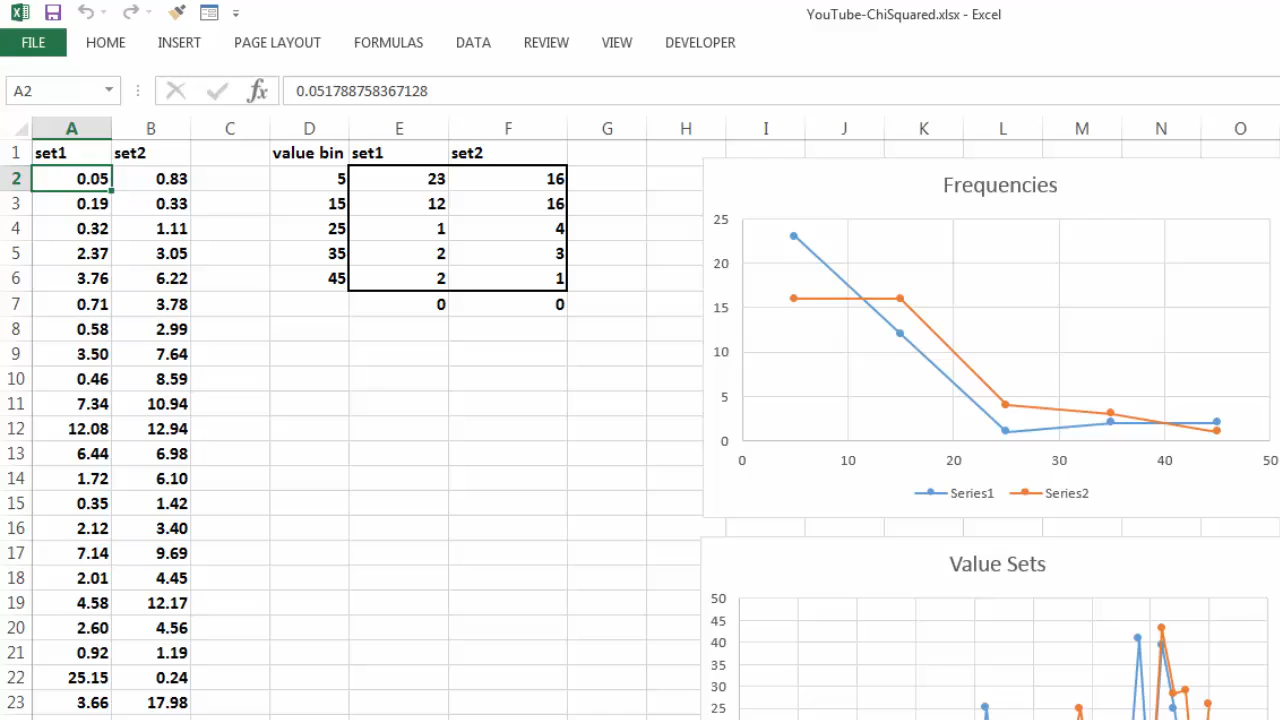 YouTube-ChiSquared.xlsx - Excel
FILE HOME INSERT PAGE LAYOUT FORMULAS DATA REVIEW VIEW DEVELOPER
A2 fx 0.051788758367128
A B C D E F G H I J K L M N O
1 set1 set2 value bin set1 set2
2 0.05 0.83 5 23 16
3 0.19 0.33 15 12 16
4 0.32 1.11 25 1 4
5 2.37 3.05 35 2 3
6 3.76 6.22 45 2 1
7 0.71 3.78 0 0
8 0.58 2.99
9 3.50 7.64
10 0.46 8.59
11 7.34 10.94
12 12.08 12.94
13 6.44 6.98
14 1.72 6.10
15 0.35 1.42
16 2.12 3.40
17 7.14 9.69
18 2.01 4.45
19 4.58 12.17
20 2.60 4.56
21 0.92 1.19
22 25.15 0.24
23 3.66 17.98
Frequencies
25
20
15
10
5
0
0 10 20 30 40 50
Series1 Series2
Value Sets
50
45
40
35
30
25